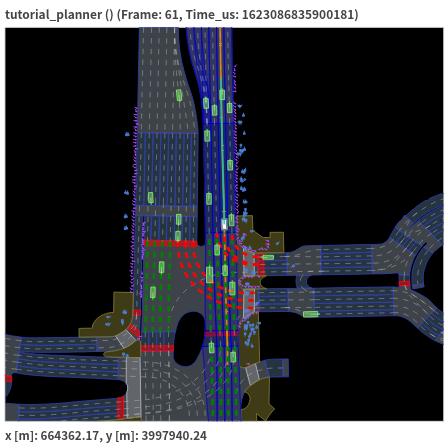 tutorial_planner () (Frame: 61, Time_us: 1623086835900181)
x [m]: 664362.17, y [m]: 3997940.24